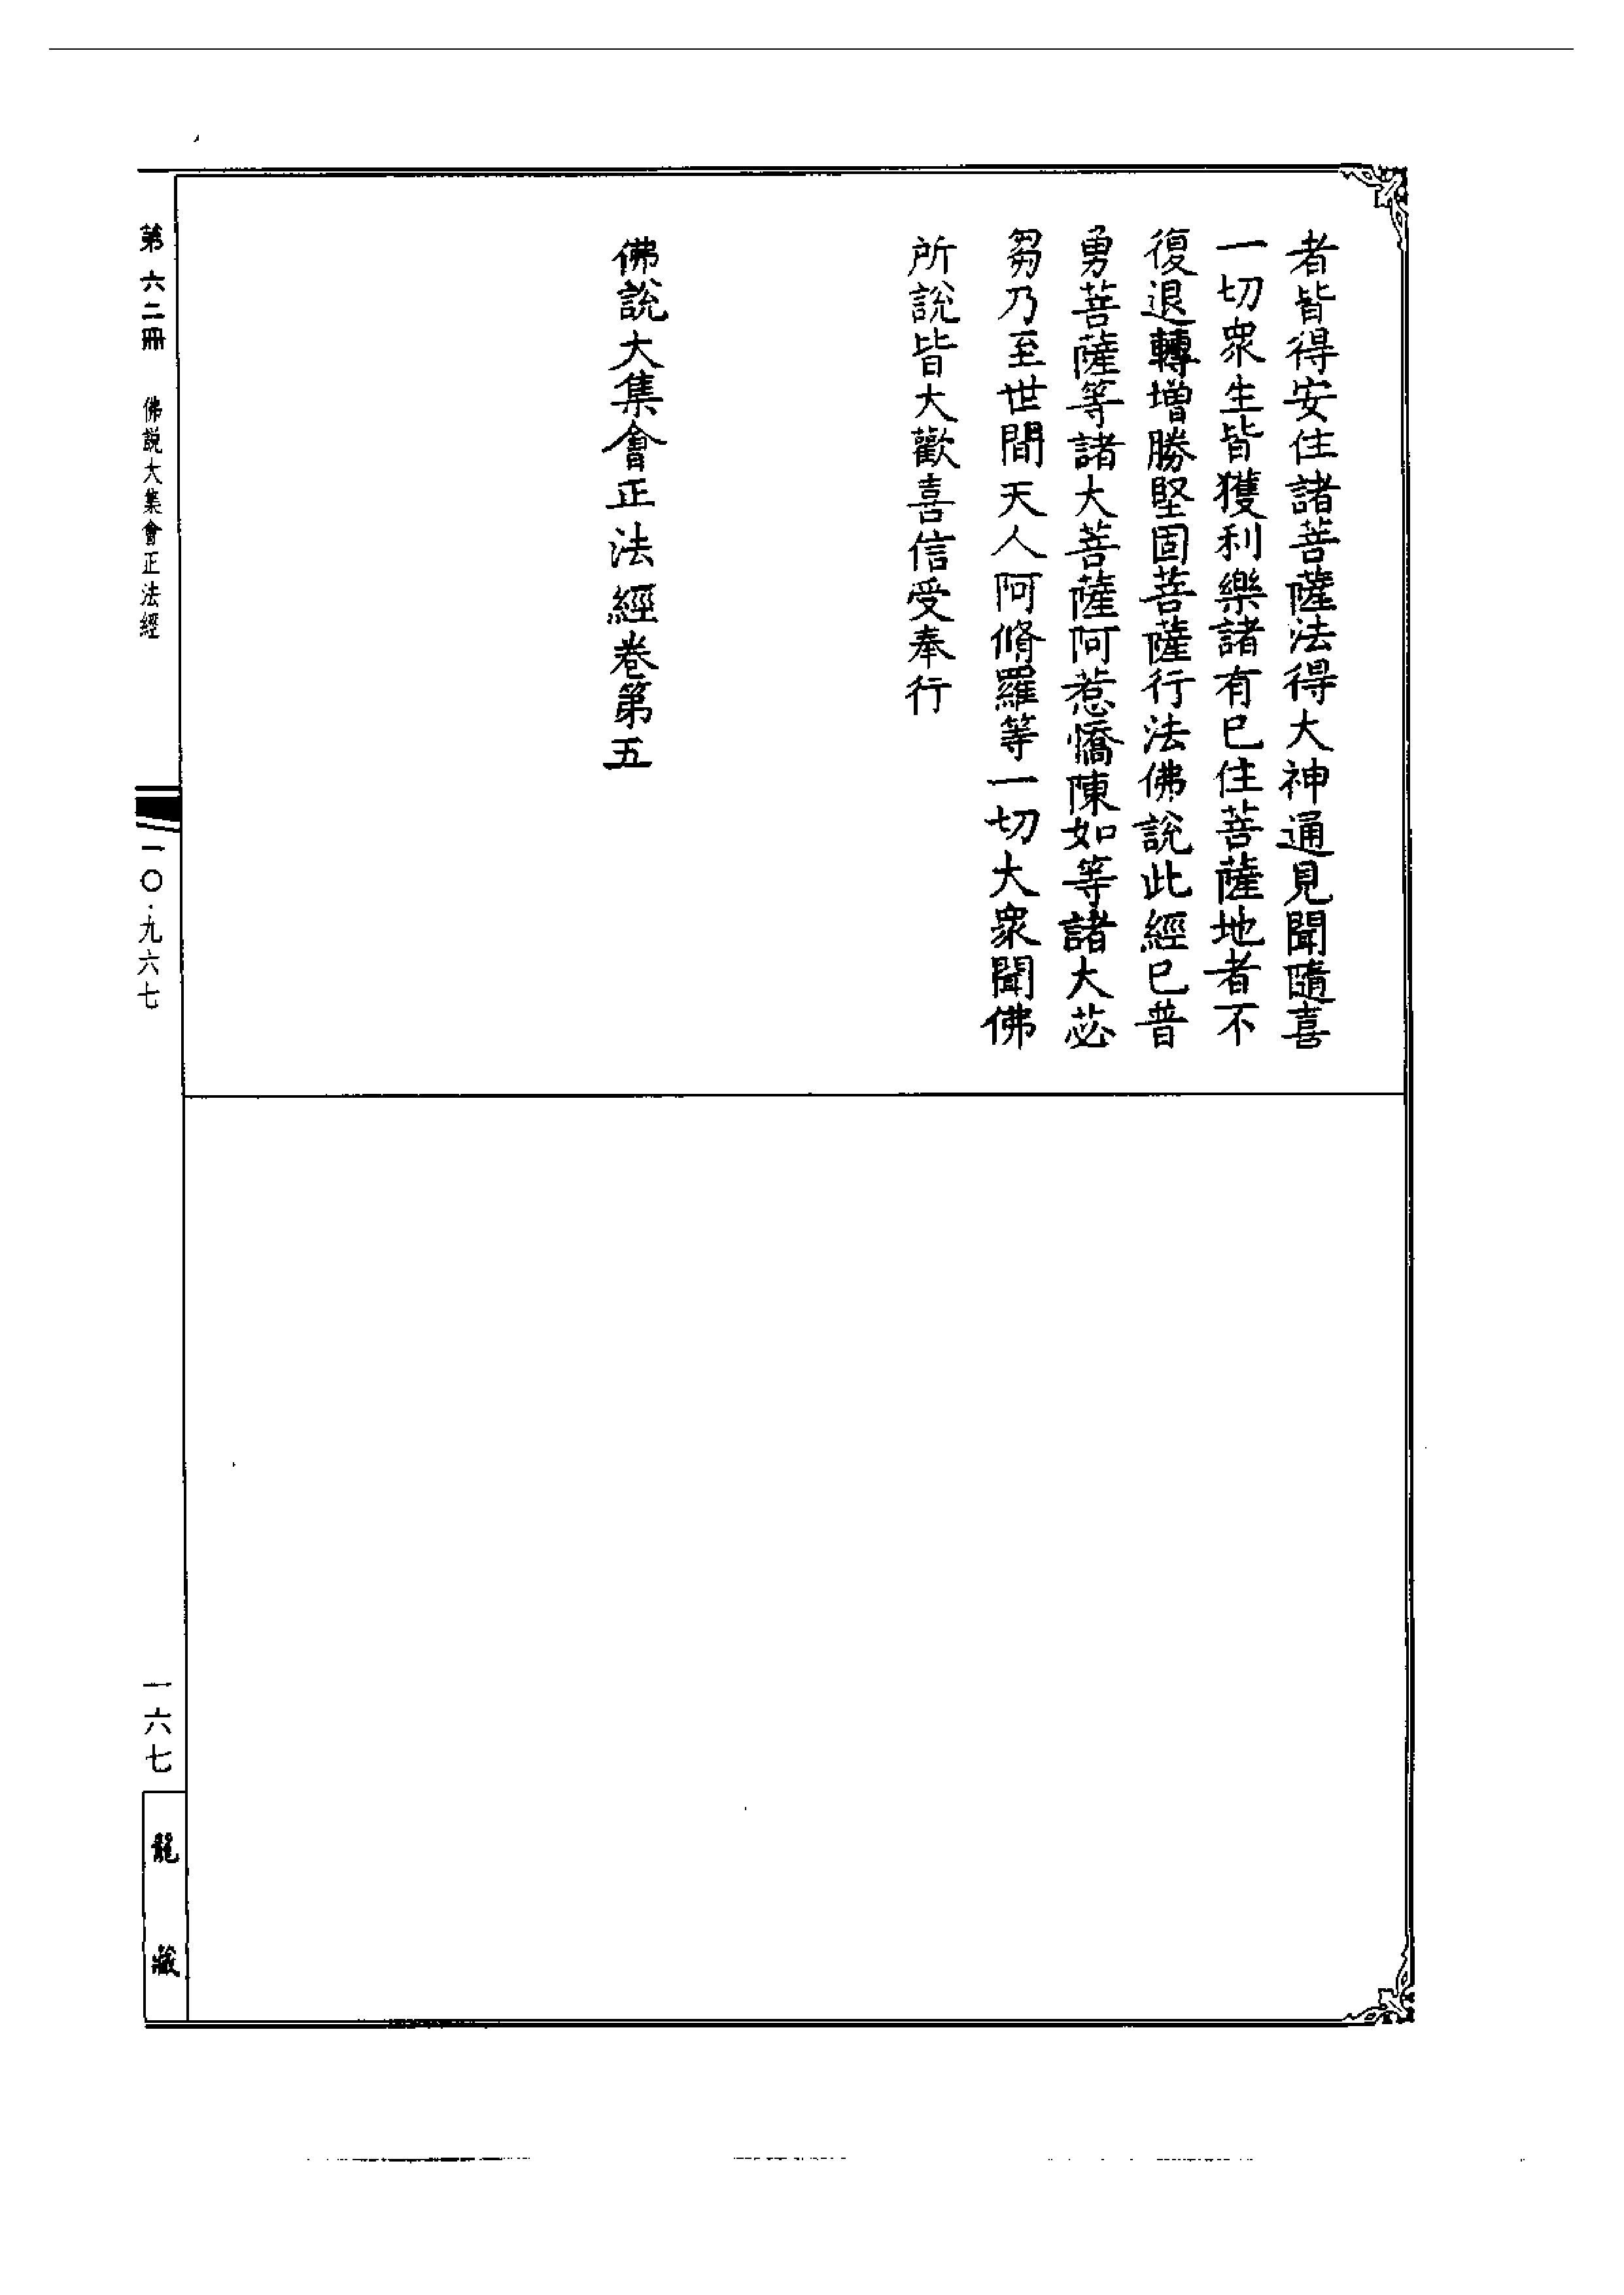 者皆得安住諸菩薩法得大神通見聞隨喜
一切衆生皆獲利樂諸有已住菩薩地者不
復退轉增勝堅固菩薩行法佛說此經已普
勇菩薩等諸大菩薩阿惹憍陳如等諸大苾
芻乃至世間天人阿脩羅等一切大衆聞佛
所說皆大歡喜信受奉行
佛說大集會正法經卷第五
第六二冊 佛說大集會正法經
一〇·九六七
一六七
龍藏